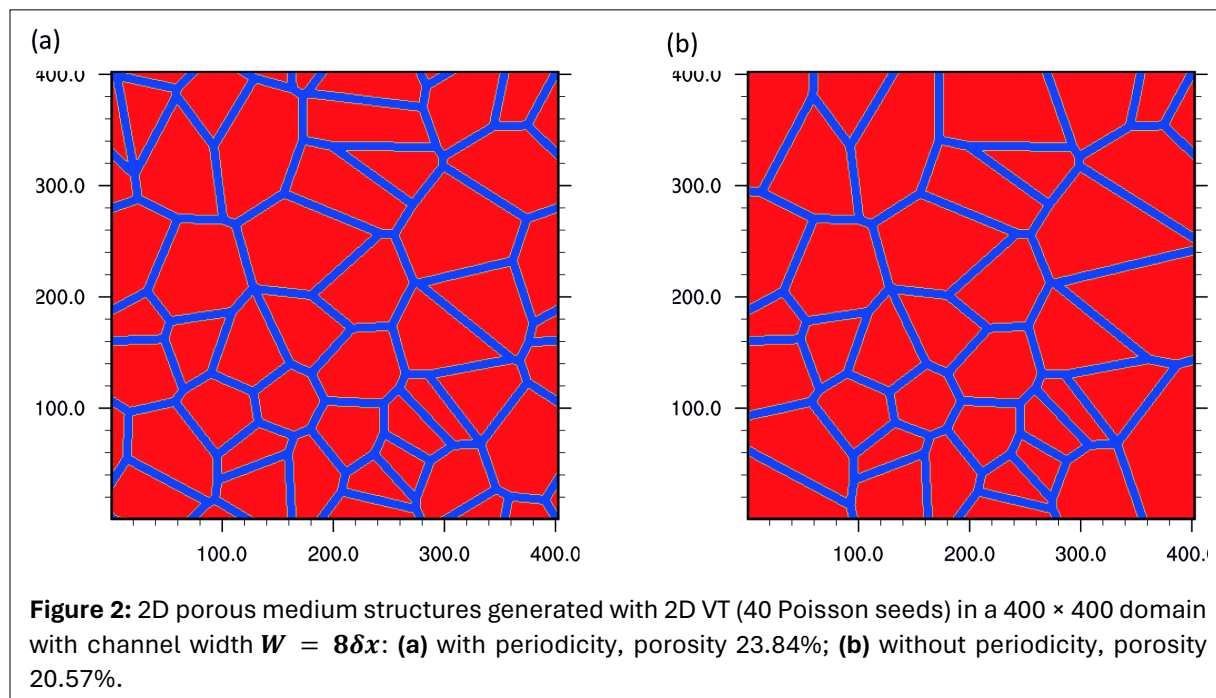 (a)
(b)
400.0
400.0
300.0
300.0
200.0
200.0
100.0
100.0
100.0 200.0 300.0 400.0
100.0 200.0 300.0 400.0
Figure 2: 2D porous medium structures generated with 2D VT (40 Poisson seeds) in a 400 × 400 domain
with channel width W = 8δx: (a) with periodicity, porosity 23.84%; (b) without periodicity, porosity
20.57%.